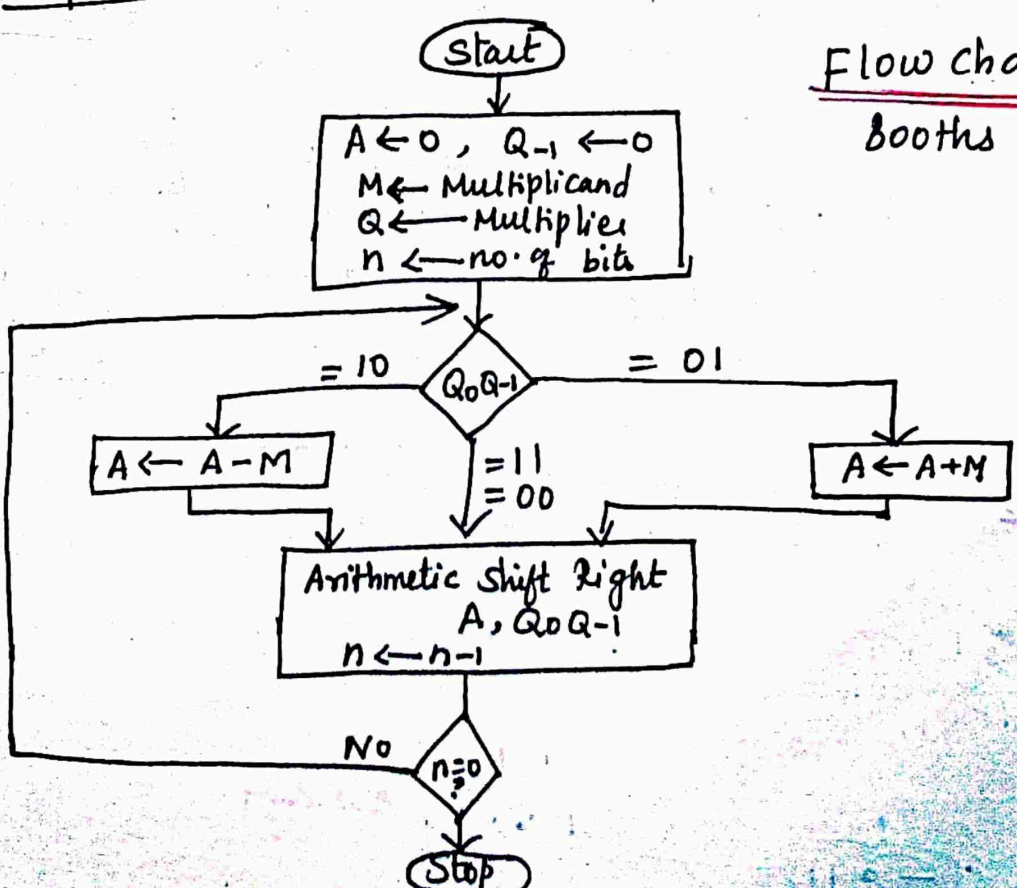 Start
Flow
Booths
A ← 0 , Q-1 ← 0
M ← Multiplicand
Q ← Multiplier
n ← no. of bits
= 10
Q0Q-1
= 01
A ← A - M
= 11
= 00
A ← A+M
Arithmetic Shift Right
A, Q0 Q-1
n ← n-1
NO
n=0
?
Stop